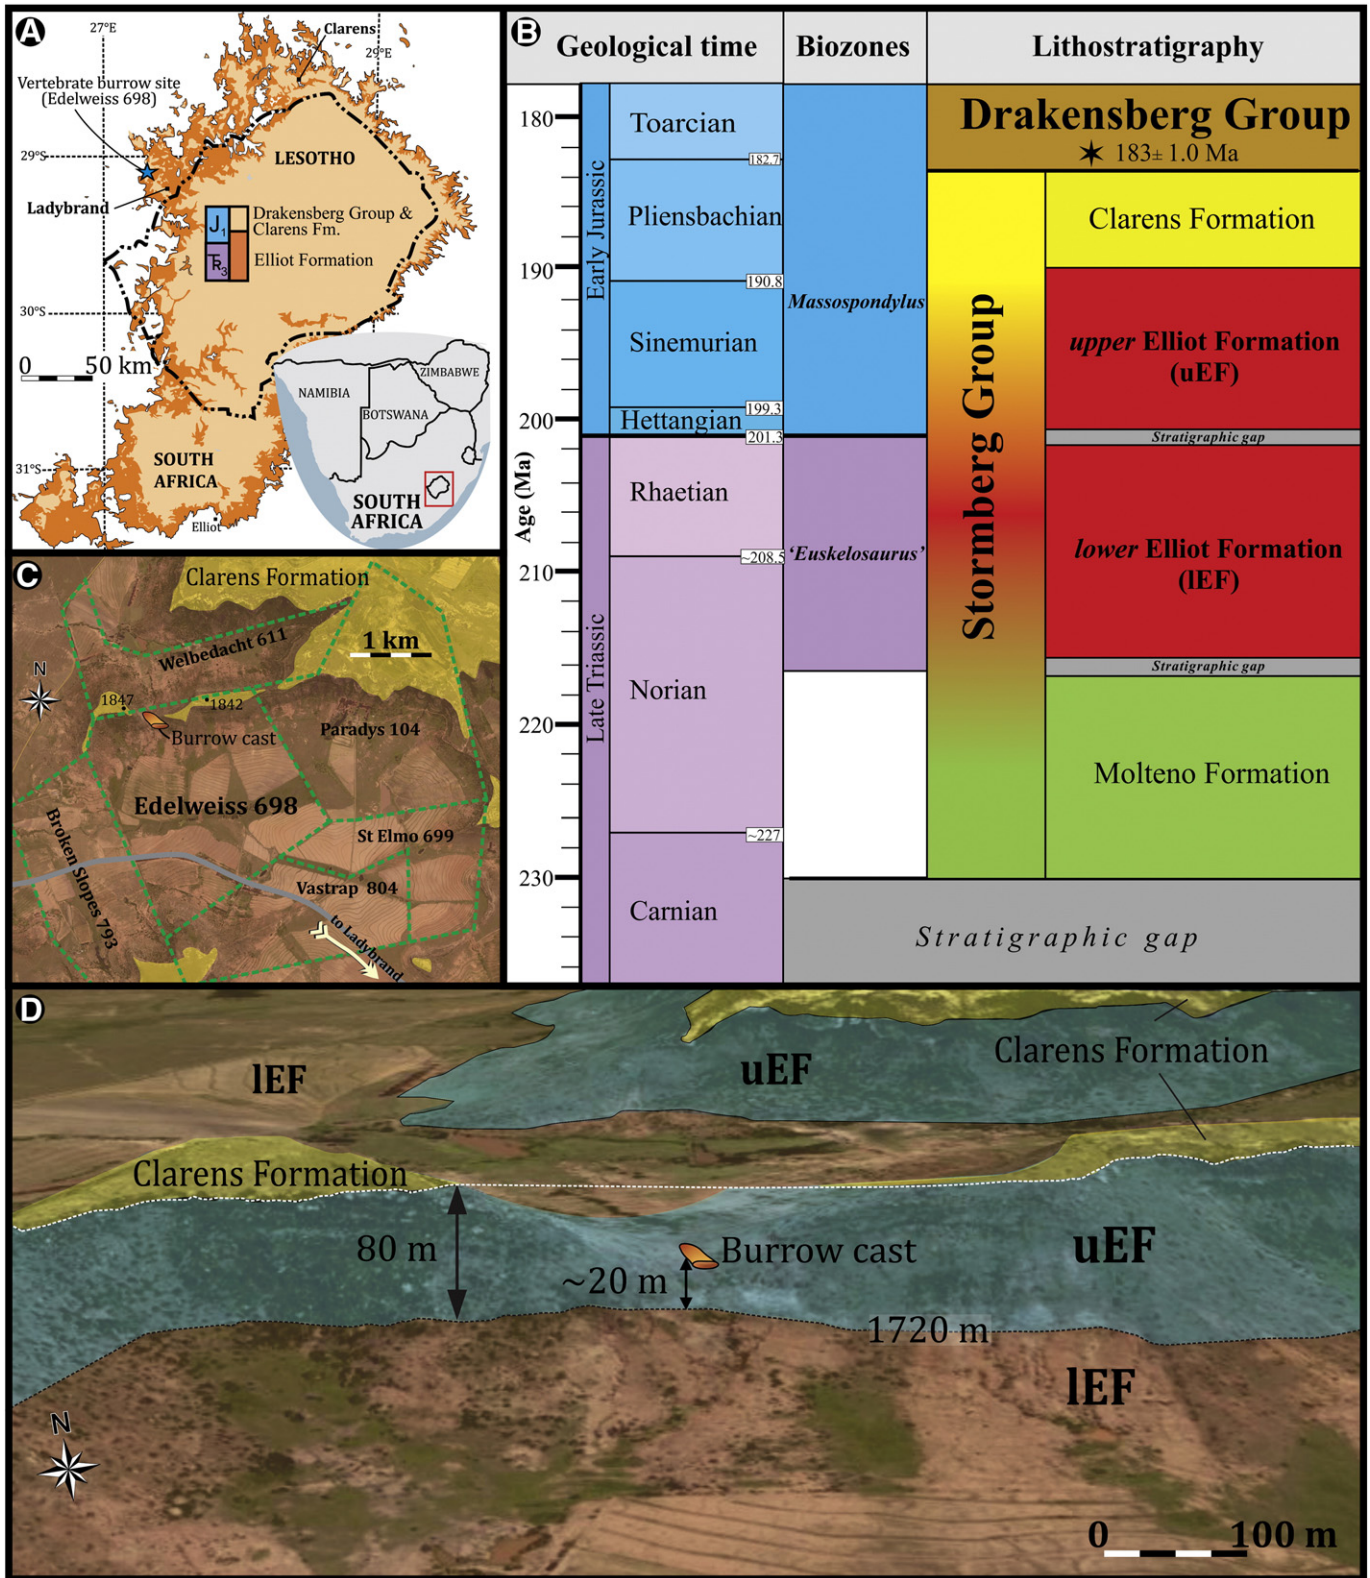 A
27°E
Clarens
29°E
Vertebrate burrow site
(Edelweiss 698)
29°S
LESOTHO
Ladybrand
J1
Drakensberg Group &
Clarens Fm.
TR3
Elliot Formation
30°S
0 50 km
NAMIBIA
ZIMBABWE
BOTSWANA
31°S
SOUTH
AFRICA
Elliot
SOUTH
AFRICA
B
Geological time
Biozones
Lithostratigraphy
Age (Ma)
180
190
200
210
220
230
Early Jurassic
Late Triassic
Toarcian
182.7
Pliensbachian
190.8
Sinemurian
199.3
Hettangian
201.3
Rhaetian
~208.5
Norian
~227
Carnian
Massospondylus
‘Euskelosaurus’
Drakensberg Group
183± 1.0 Ma
Stormberg Group
Clarens Formation
upper Elliot Formation
(uEF)
Stratigraphic gap
lower Elliot Formation
(lEF)
Stratigraphic gap
Molteno Formation
Stratigraphic gap
C
Clarens Formation
Welbedacht 611
1 km
N
1847
1842
Burrow cast
Paradys 104
Edelweiss 698
St Elmo 699
Broken Slopes 793
Vastrap 804
to Ladybrand
D
lEF
uEF
Clarens Formation
Clarens Formation
80 m
Burrow cast
uEF
~20 m
1720 m
lEF
N
0 100 m